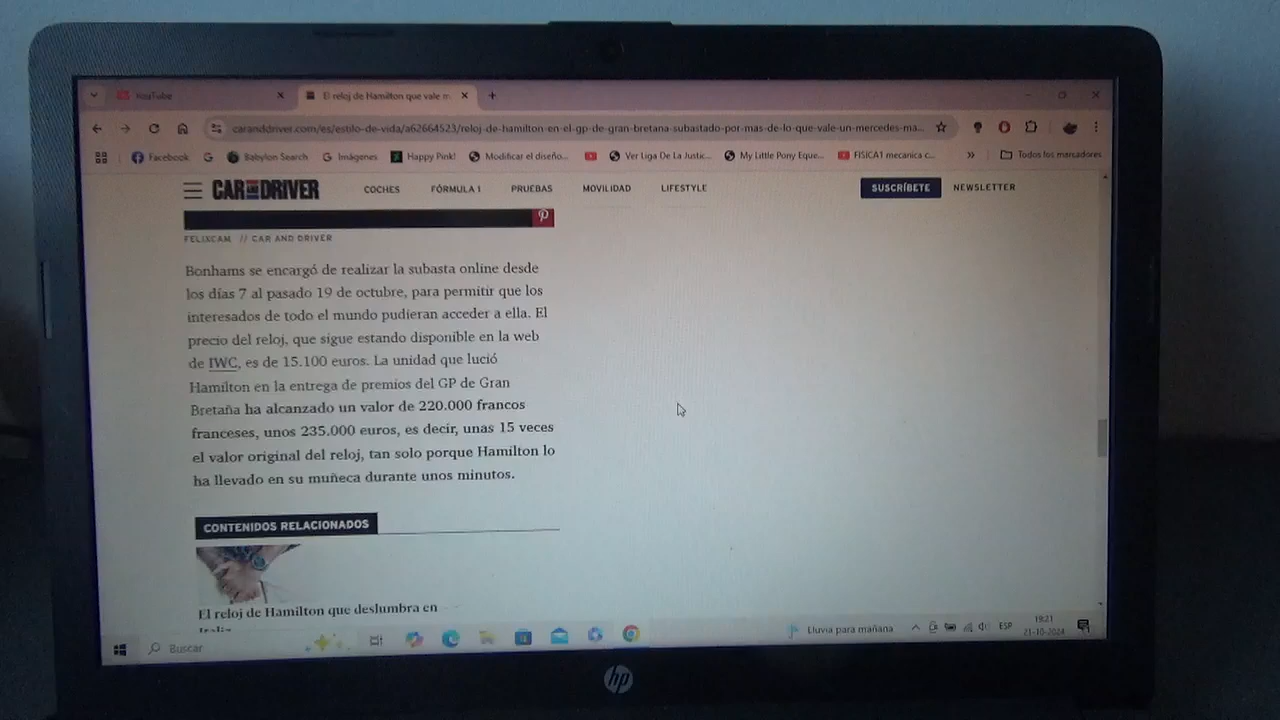 YouTube
El reloj de Hamilton que vale m
caranddriver.com/es/estilo-de-vida/a62664523/reloj-de-hamilton-en-el-gp-de-gran-bretana-subastado-por-mas-de-lo-que-vale-un-mercedes-ma...
Facebook
Babylon Search
Imágenes
Happy Pink!
Modificar el diseño...
Ver Liga De La Justic...
My Little Pony Eque...
FISICA1 mecanica c...
»
Todos los marcadores
CAR AND DRIVER
COCHES
FÓRMULA 1
PRUEBAS
MOVILIDAD
LIFESTYLE
SUSCRÍBETE
NEWSLETTER
FELIXCAM // CAR AND DRIVER
Bonhams se encargó de realizar la subasta online desde
los días 7 al pasado 19 de octubre, para permitir que los
interesados de todo el mundo pudieran acceder a ella. El
precio del reloj, que sigue estando disponible en la web
de IWC, es de 15.100 euros. La unidad que lució
Hamilton en la entrega de premios del GP de Gran
Bretaña ha alcanzado un valor de 220.000 francos
franceses, unos 235.000 euros, es decir, unas 15 veces
el valor original del reloj, tan solo porque Hamilton lo
ha llevado en su muñeca durante unos minutos.
CONTENIDOS RELACIONADOS
El reloj de Hamilton que deslumbra en
Buscar
Lluvia para mañana
ESP
19:21
21-10-2024
hp